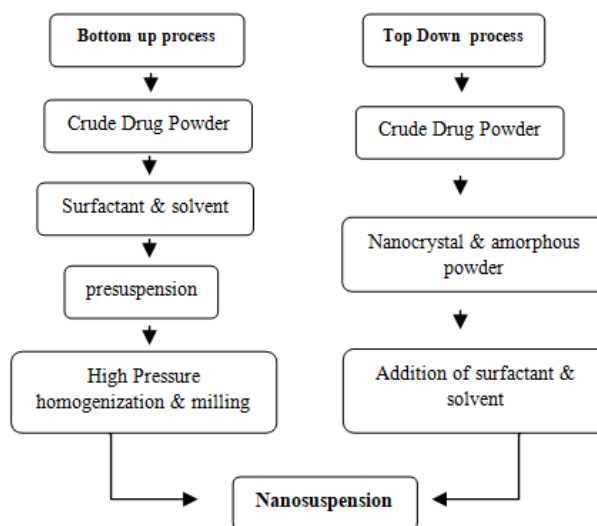 Bottom up process
Crude Drug Powder
Surfactant & solvent
presuspension
High Pressure
homogenization & milling
Top Down process
Crude Drug Powder
Nanocrystal & amorphous
powder
Addition of surfactant &
solvent
Nanosuspension